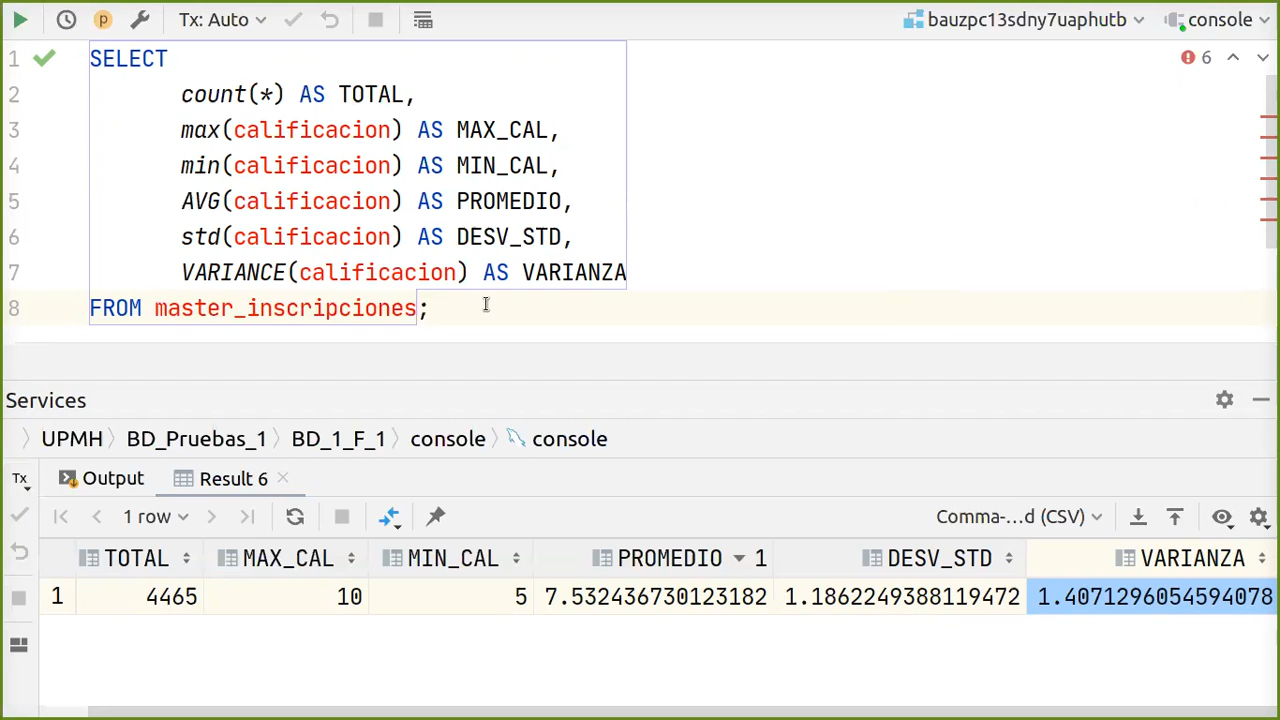 Tx: Auto bauzpc13sdny7uaphutb console
1 SELECT 6
2 count(*) AS TOTAL,
3 max(calificacion) AS MAX_CAL,
4 min(calificacion) AS MIN_CAL,
5 AVG(calificacion) AS PROMEDIO,
6 std(calificacion) AS DESV_STD,
7 VARIANCE(calificacion) AS VARIANZA
8 FROM master_inscripciones;
Services
UPMH BD_Pruebas_1 BD_1_F_1 console console
Tx Output Result 6
1 row Comma-...d (CSV)
TOTAL MAX_CAL MIN_CAL PROMEDIO 1 DESV_STD VARIANZA
1 4465 10 5 7.532436730123182 1.1862249388119472 1.4071296054594078